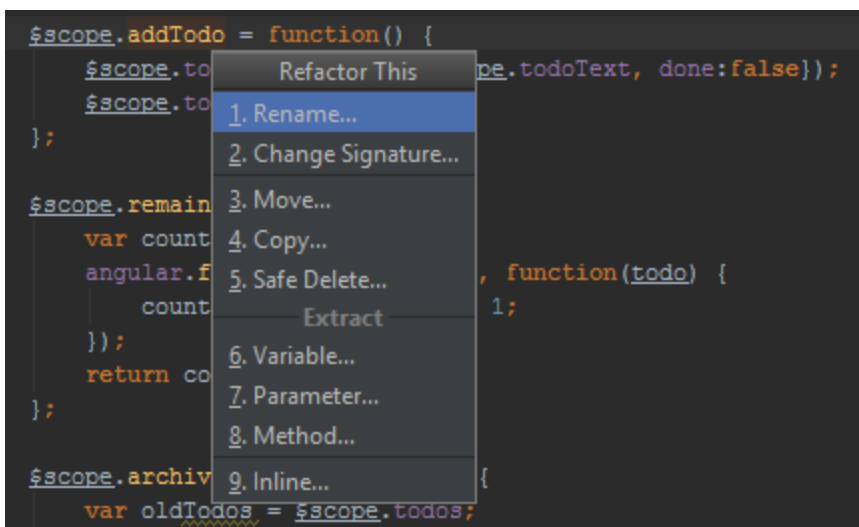 $scope.addTodo = function() {
Refactor This
$scope.to pe.todoText, done:false});
1. Rename...
$scope.to
2. Change Signature...
};
3. Move...
$scope.remain
4. Copy...
var count
5. Safe Delete...
angular.f , function(todo) {
Extract
count 1;
6. Variable...
});
7. Parameter...
return co
8. Method...
};
9. Inline...
$scope.archiv {
var oldTodos = $scope.todos;